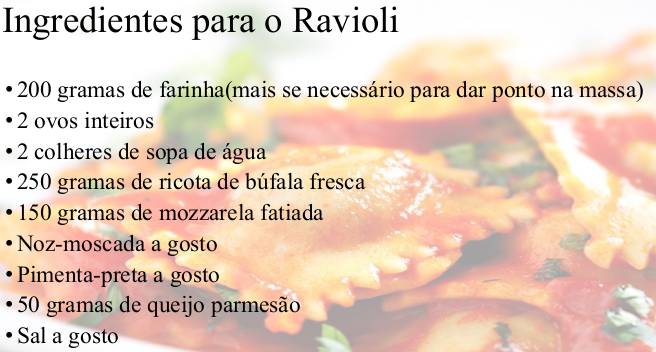 Ingredientes para o Ravioli
•200 gramas de farinha(mais se necessário para dar ponto na massa)
•2 ovos inteiros
•2 colheres de sopa de água
•250 gramas de ricota de búfala fresca
•150 gramas de mozzarela fatiada
•Noz-moscada a gosto
•Pimenta-preta a gosto
•50 gramas de queijo parmesão
•Sal a gosto